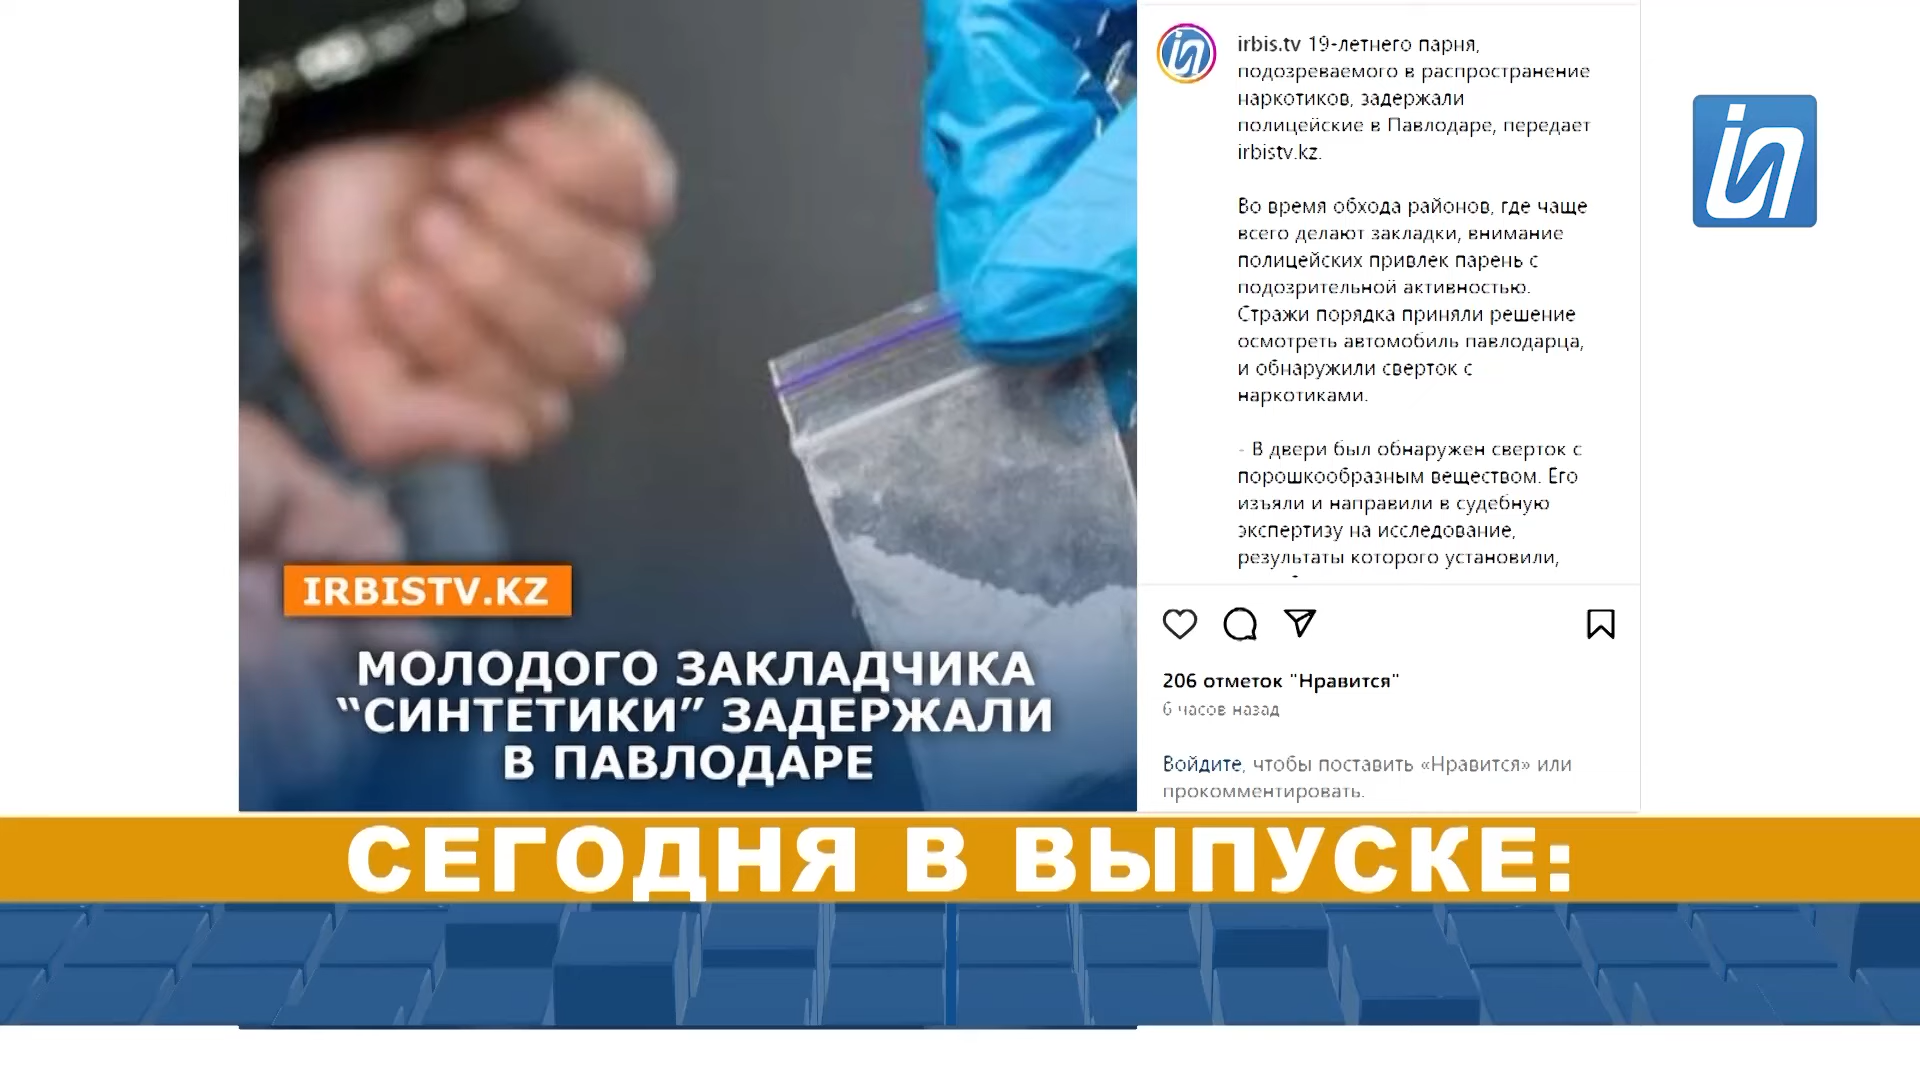 irbis.tv 19-летнего парня,
подозреваемого в распространение
наркотиков, задержали
полицейские в Павлодаре, передает
irbistv.kz.
Во время обхода районов, где чаще
всего делают закладки, внимание
полицейских привлек парень с
подозрительной активностью.
Стражи порядка приняли решение
осмотреть автомобиль павлодарца,
и обнаружили сверток с
наркотиками.
- В двери был обнаружен сверток с
порошкообразным веществом. Его
изъяли и направили в судебную
экспертизу на исследование,
результаты которого установили,
206 отметок "Нравится"
6 часов назад
Войдите, чтобы поставить «Нравится» или
прокомментировать.
IRBISTV.KZ
МОЛОДОГО ЗАКЛАДЧИКА
“СИНТЕТИКИ” ЗАДЕРЖАЛИ
В ПАВЛОДАРЕ
СЕГОДНЯ В ВЫПУСКЕ: